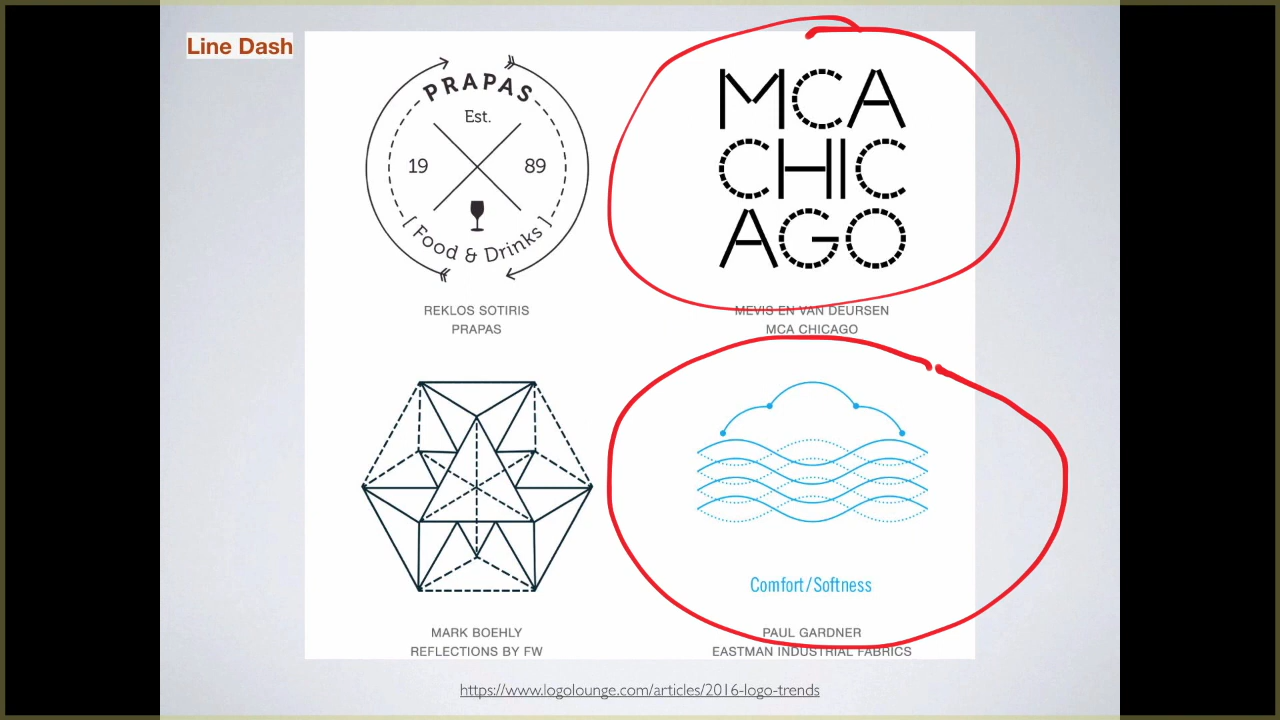 Line Dash
PRAPAS
Est.
19 89
Food & Drinks
REKLOS SOTIRIS
PRAPAS
MCA
CHIC
AGO
MEVIS EN VAN DEURSEN
MCA CHICAGO
MARK BOEHLY
REFLECTIONS BY FW
Comfort/Softness
PAUL GARDNER
EASTMAN INDUSTRIAL FABRICS
https://www.logolounge.com/articles/2016-logo-trends